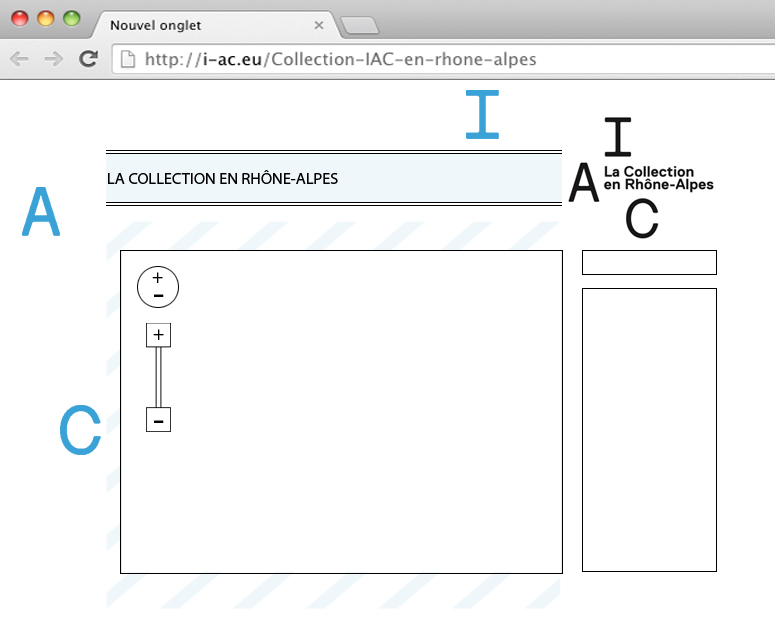 Nouvel onglet
http://i-ac.eu/Collection-IAC-en-rhone-alpes
I
I
LA COLLECTION EN RHÔNE-ALPES
A
La Collection
en Rhône-Alpes
A
C
+
-
+
-
C